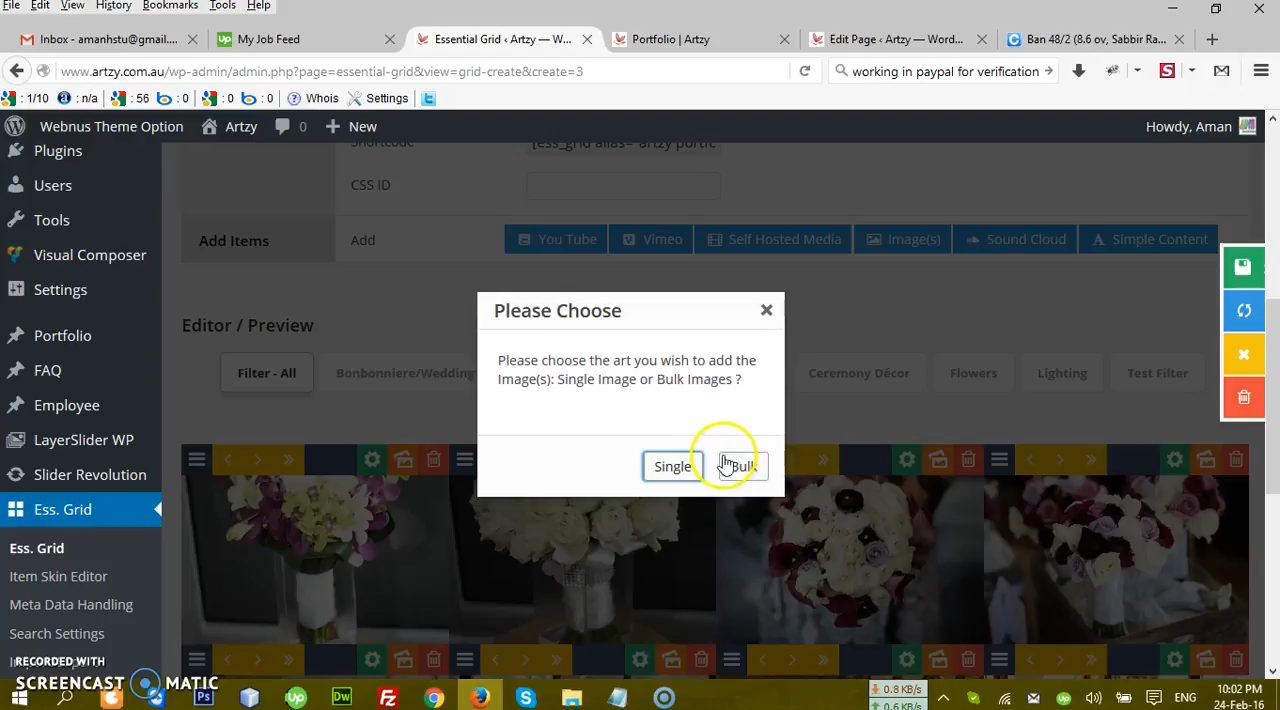 File Edit View History Bookmarks Tools Help
Inbox - amanhstu@gmail....
My Job Feed
Essential Grid ‹ Artzy — W...
Portfolio | Artzy
Edit Page ‹ Artzy — Word...
Ban 48/2 (8.6 ov, Sabbir Ra...
www.artzy.com.au/wp-admin/admin.php?page=essential-grid&view=grid-create&create=3
working in paypal for verification
: 1/10 : n/a : 56 : 0 : 0 : 0 Whois Settings
Webnus Theme Option Artzy 0 New Howdy, Aman
Plugins
Users
Tools
Visual Composer
Settings
Portfolio
FAQ
Employee
LayerSlider WP
Slider Revolution
Ess. Grid
Ess. Grid
Item Skin Editor
Meta Data Handling
Search Settings
Shortcode [ess_grid alias="artzy portfc
CSS ID
Add Items Add You Tube Vimeo Self Hosted Media Image(s) Sound Cloud Simple Content
Editor / Preview
Filter - All Bonbonniere/Wedding Ceremony Décor Flowers Lighting Test Filter
Please Choose
Please choose the art you wish to add the
Image(s): Single Image or Bulk Images ?
Single Bulk
RECORDED WITH
SCREENCAST MATIC
0.8 KB/s
0.6 KB/s
ENG
10:02 PM
24-Feb-16